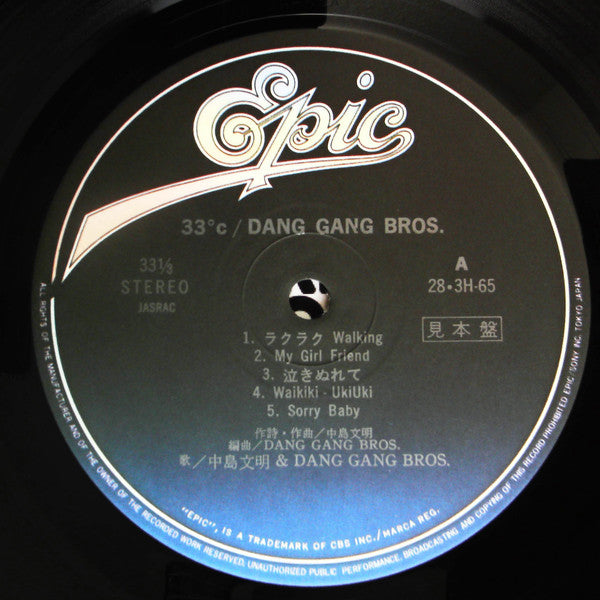 Epic
33°c / DANG GANG BROS.
33⅓
STEREO
JASRAC
A
28・3H-65
見本盤
1. ラクラク Walking
2. My Girl Friend
3. 泣きぬれて
4. Waikiki - UkiUki
5. Sorry Baby
作詩・作曲／中島文明
編曲／DANG GANG BROS.
歌／中島文明 & DANG GANG BROS.
"EPIC", IS A TRADEMARK OF CBS INC./MARCA REG.
ALL RIGHTS OF THE MANUFACTURER AND OF THE OWNER OF THE RECORDED WORK RESERVED, UNAUTHORIZED PUBLIC PERFORMANCE, BROADCASTING AND COPYING OF THIS RECORD PROHIBITED EPIC/SONY INC. TOKYO JAPAN